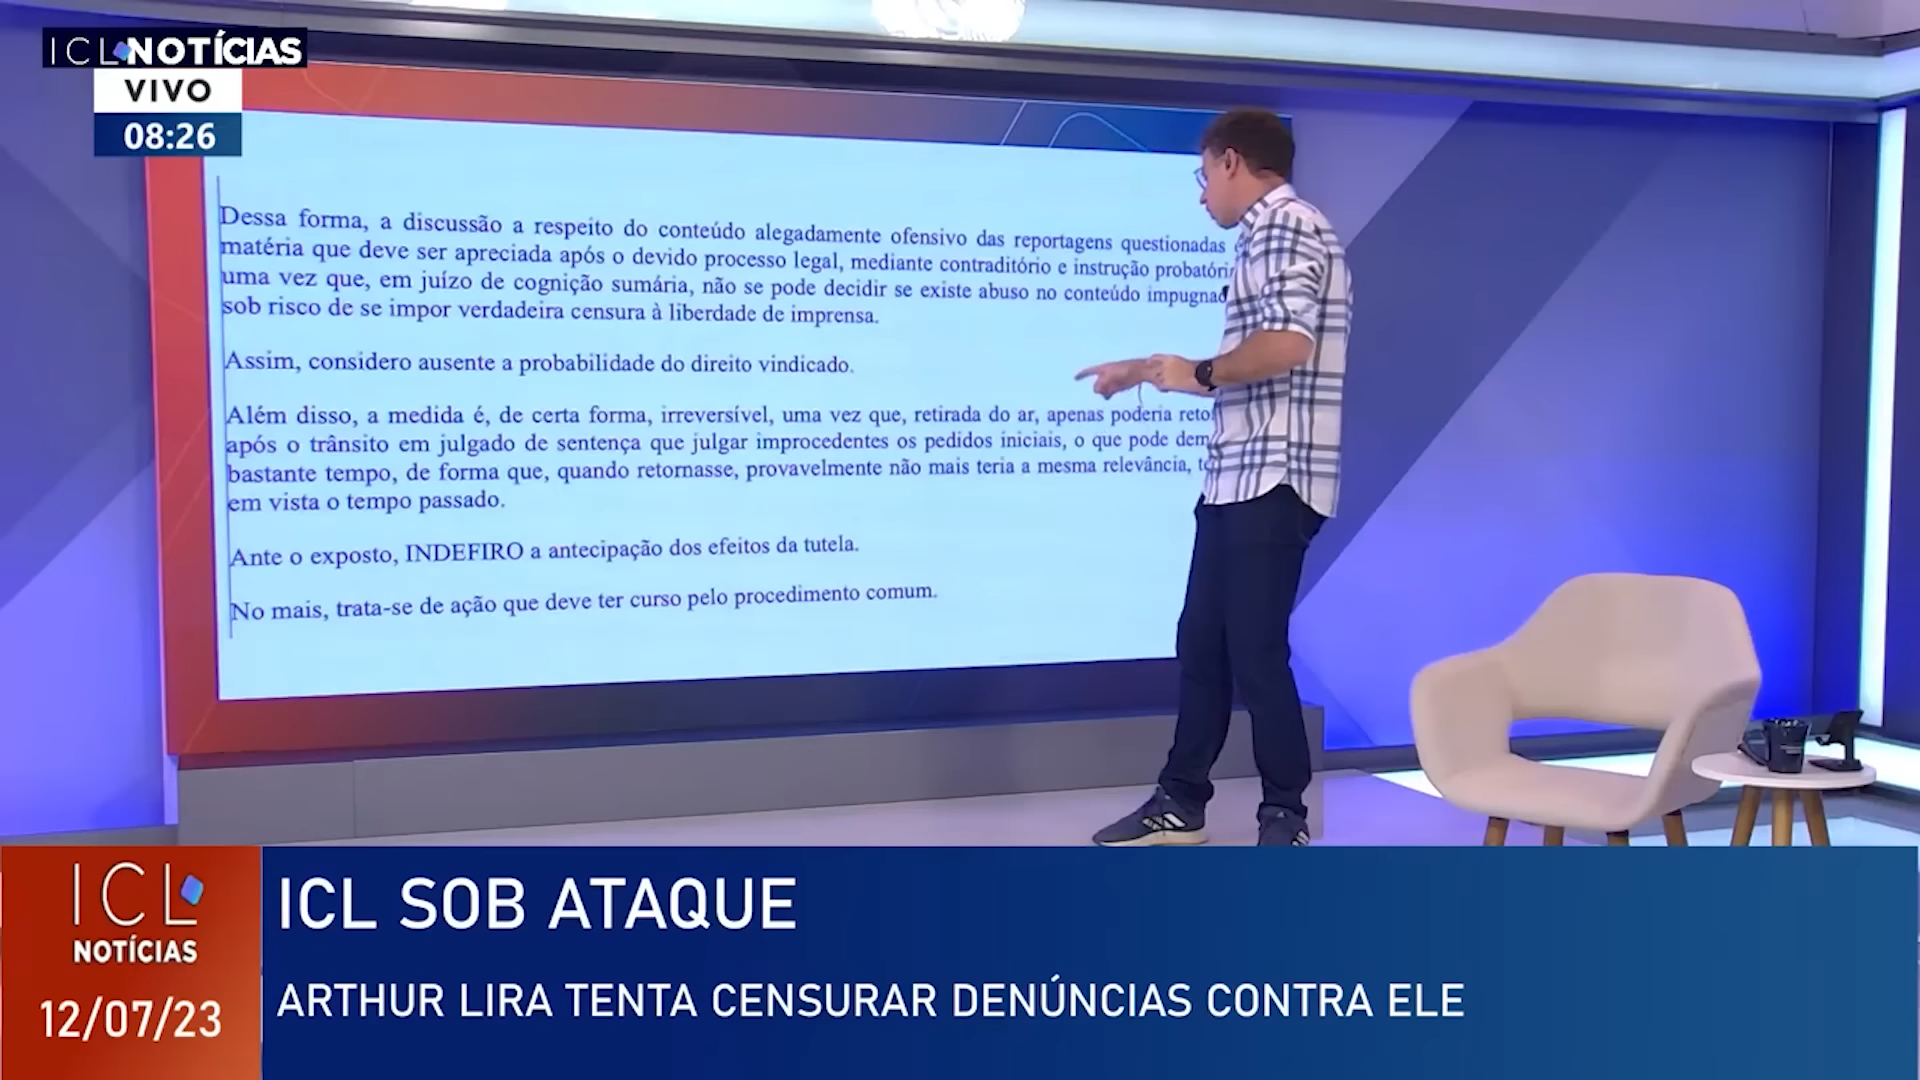 ICL NOTÍCIAS
VIVO
08:26
Dessa forma, a discussão a respeito do conteúdo alegadamente ofensivo das reportagens questionadas
matéria que deve ser apreciada após o devido processo legal, mediante contraditório e instrução
uma vez que, em juízo de cognição sumária, não se pode decidir se existe abuso no conteúdo
sob risco de se impor verdadeira censura à liberdade de imprensa.
Assim, considero ausente a probabilidade do direito vindicado.
Além disso, a medida é, de certa forma, irreversível, uma vez que, retirada do ar, apenas poderia
após o trânsito em julgado de sentença que julgar improcedentes os pedidos iniciais, o que pode
bastante tempo, de forma que, quando retornasse, provavelmente não mais teria a mesma relevância,
em vista o tempo passado.
Ante o exposto, INDEFIRO a antecipação dos efeitos da tutela.
No mais, trata-se de ação que deve ter curso pelo procedimento comum.
ICL
NOTÍCIAS
12/07/23
ICL SOB ATAQUE
ARTHUR LIRA TENTA CENSURAR DENÚNCIAS CONTRA ELE